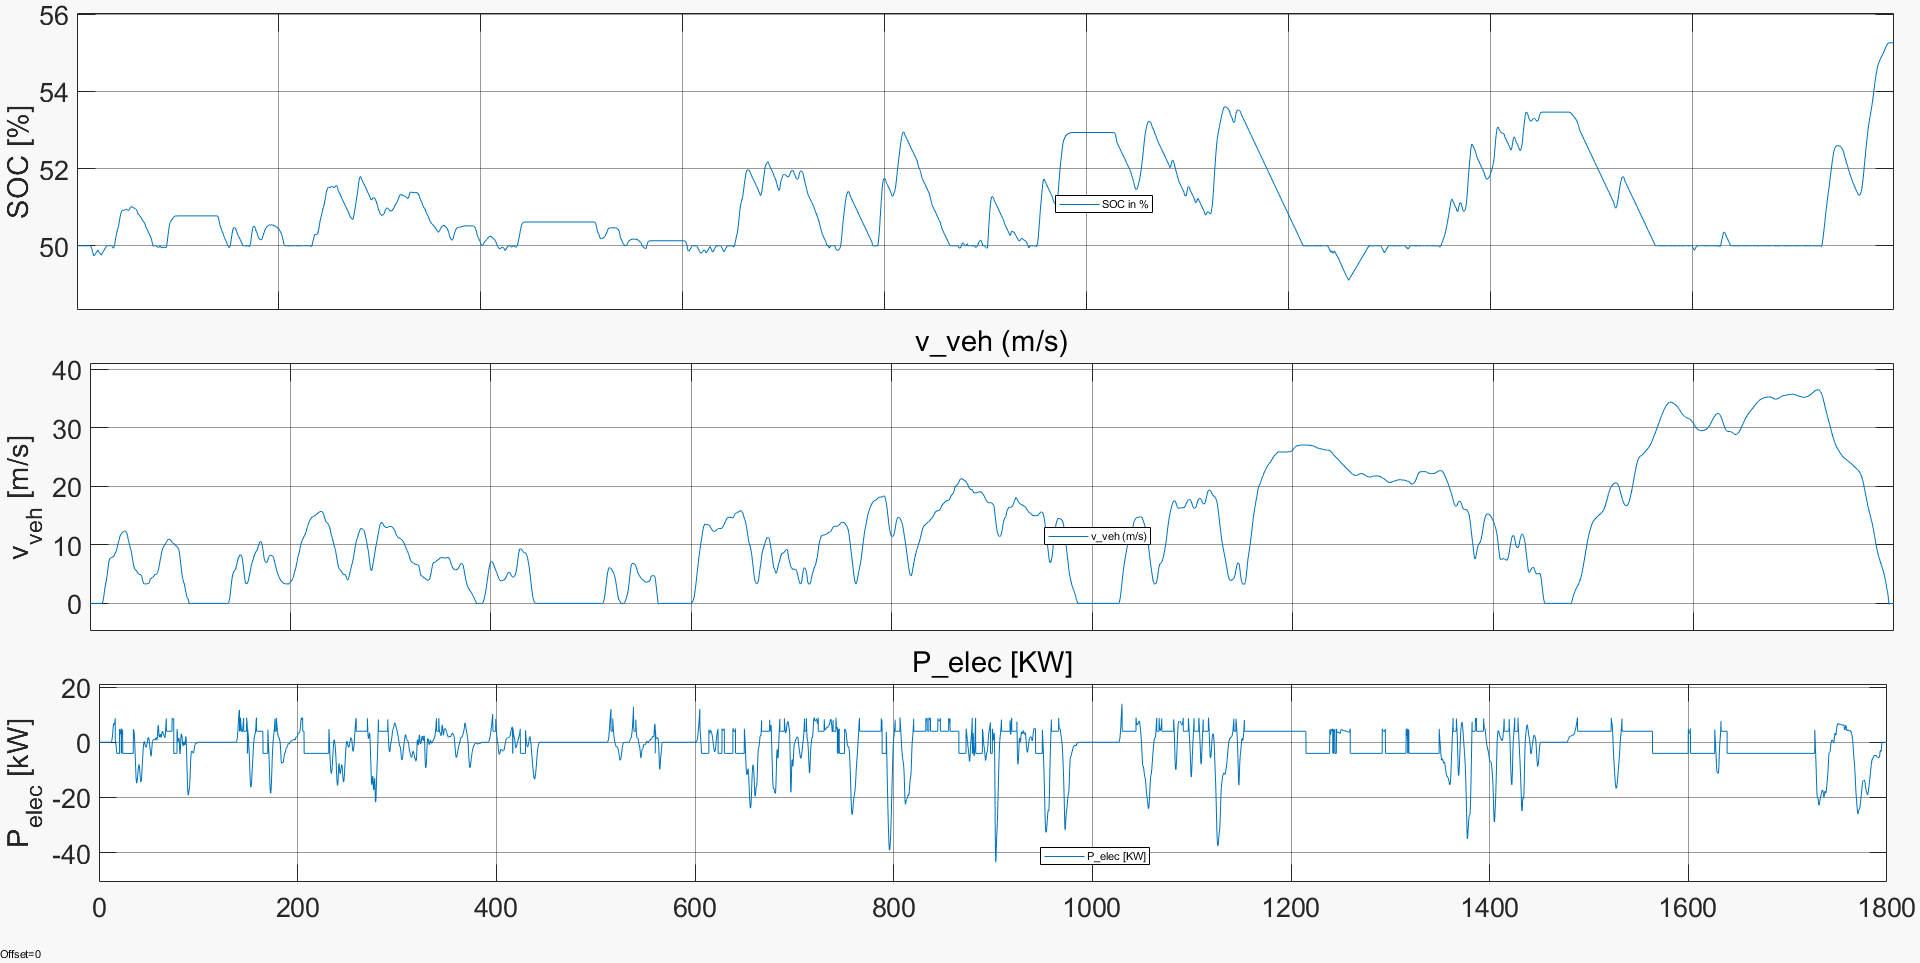 56
54
52
50
SOC [%]
SOC in %
v_veh (m/s)
40
30
20
10
0
v_veh [m/s]
v_veh (m/s)
P_elec [KW]
20
0
-20
-40
P_elec [kW]
P_elec [KW]
0 200 400 600 800 1000 1200 1400 1600 1800
Offset=0